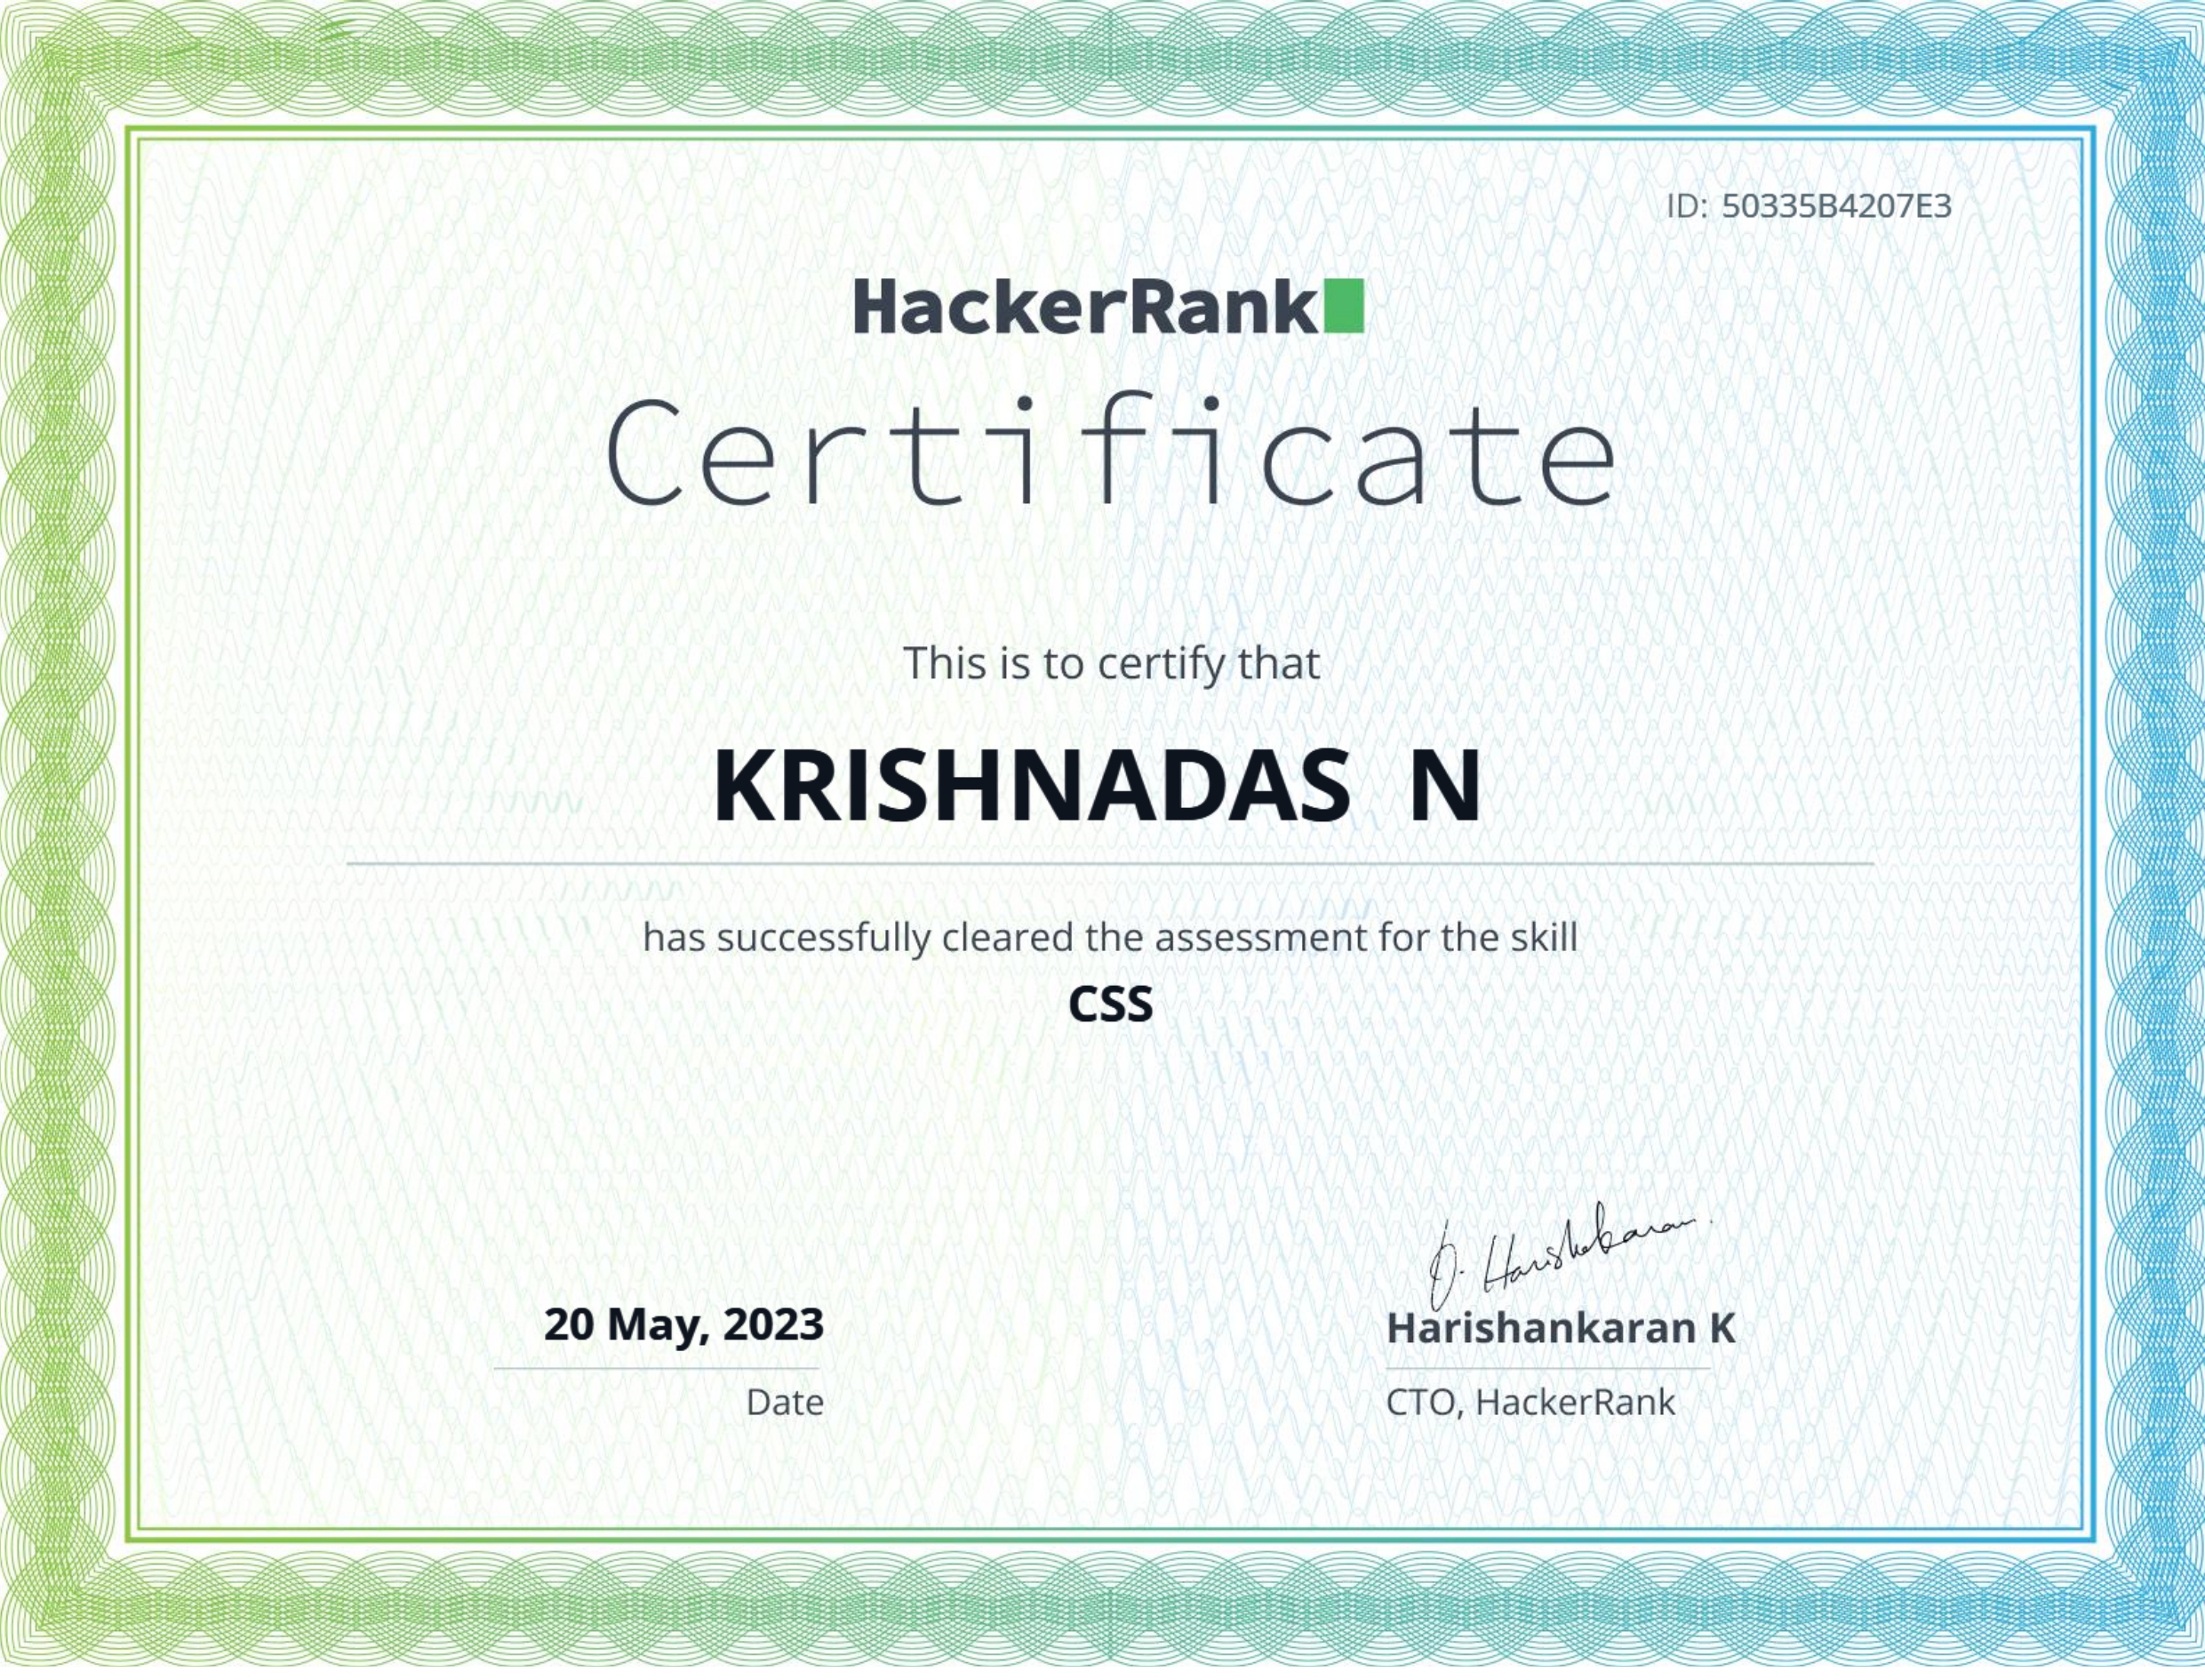 ID: 50335B4207E3
HackerRank
Certificate
This is to certify that
KRISHNADAS N
has successfully cleared the assessment for the skill
CSS
D. Harishankaran
20 May, 2023
Harishankaran K
Date
CTO, HackerRank